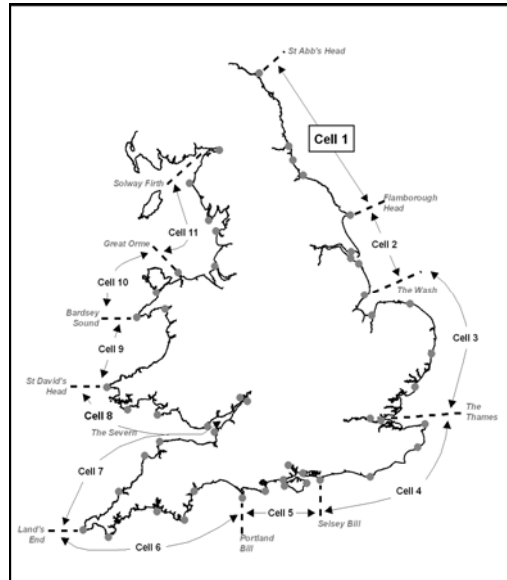 St Abb's Head
Cell 1
Solway Firth
Flamborough
Head
Cell 11
Great Orme
Cell 2
Cell 10
The Wash
Bardsey
Sound
Cell 3
Cell 9
St David's
Head
Cell 8
The
Thames
The Severn
Cell 7
Cell 4
Cell 5
Selsey Bill
Land's
End
Cell 6
Portland
Bill